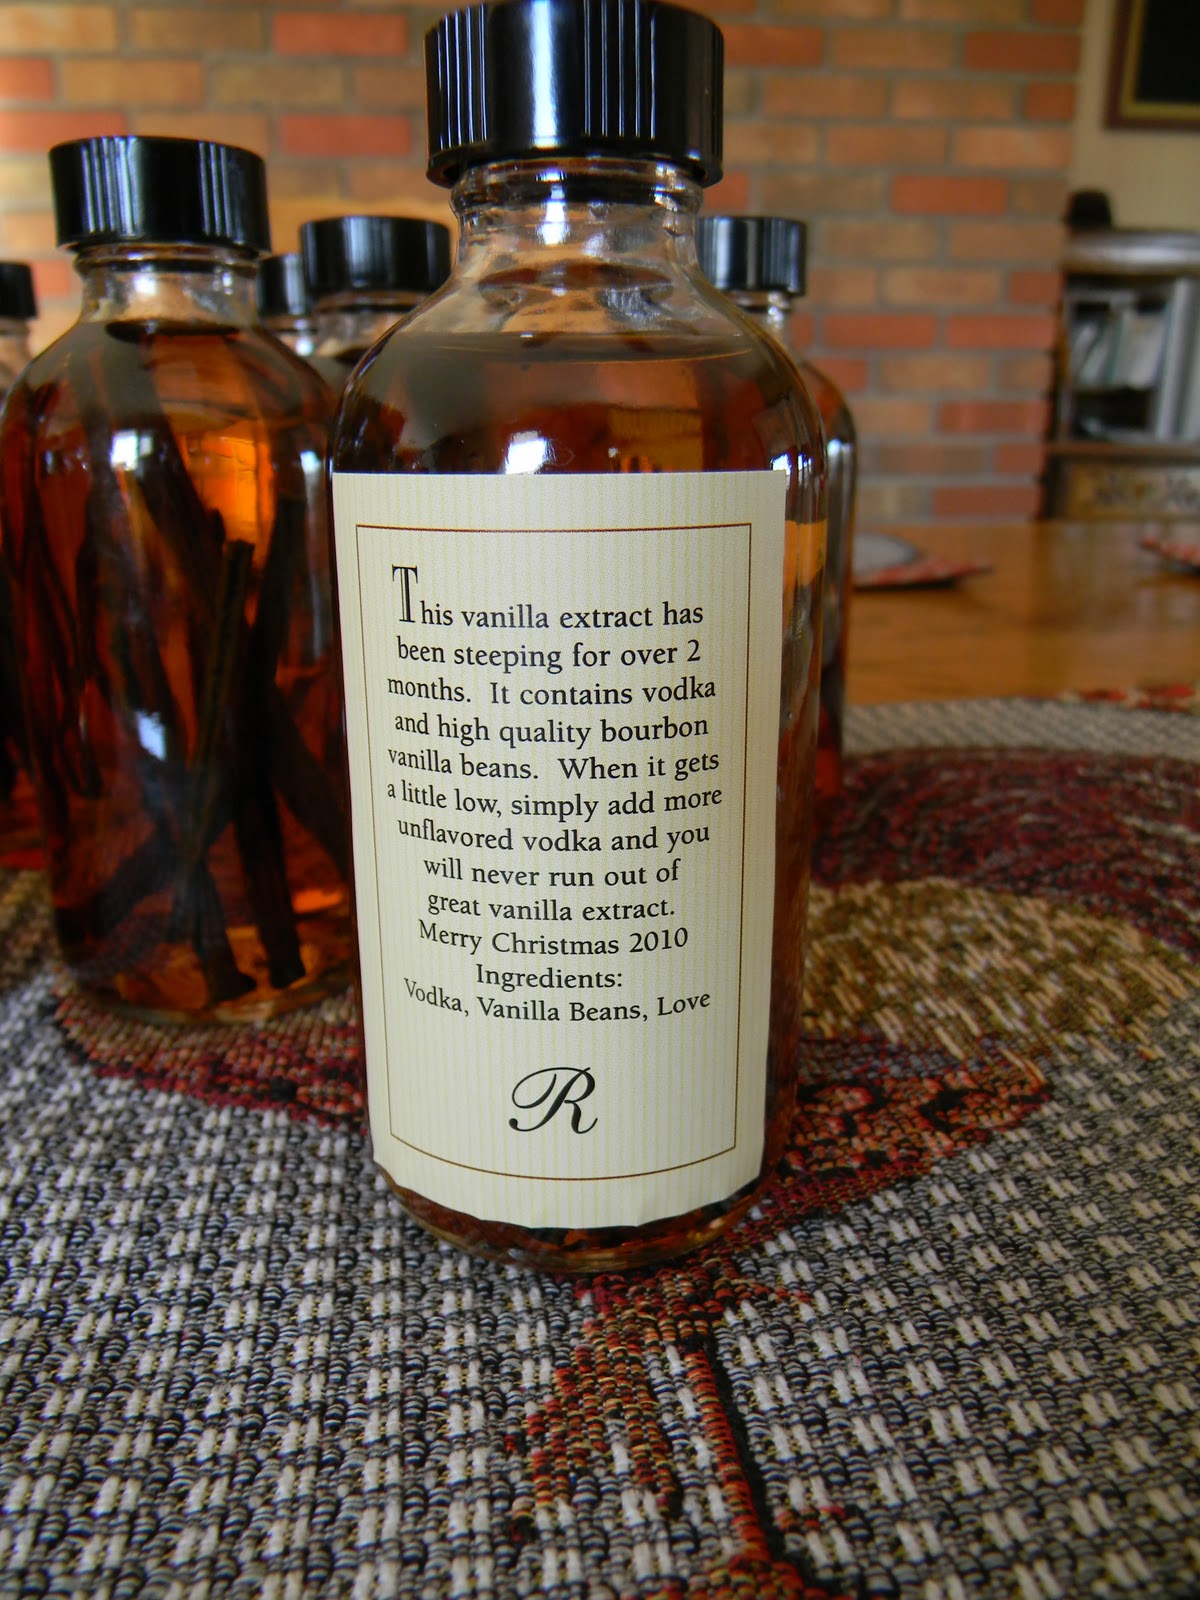 This vanilla extract has
been steeping for over 2
months. It contains vodka
and high quality bourbon
vanilla beans. When it gets
a little low, simply add more
unflavored vodka and you
will never run out of
great vanilla extract.
Merry Christmas 2010
Ingredients:
Vodka, Vanilla Beans, Love
R